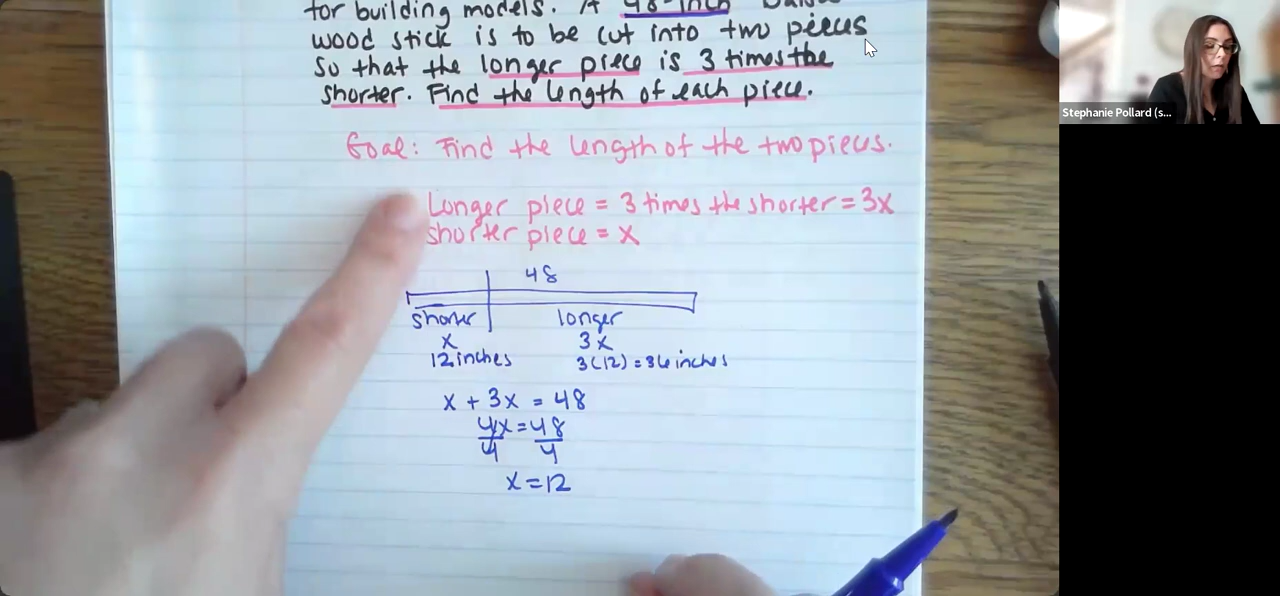 for building models. A 48-inch
wood stick is to be cut into two pieces
So that the longer piece is 3 times the
shorter. Find the length of each piece.
Goal: Find the length of the two pieces.
Longer piece = 3 times the shorter = 3x
shorter piece = x
48
shorter longer
x 3x
12 inches 3(12) = 36 inches
x + 3x = 48
4x = 48
4 4
x = 12
Stephanie Pollard (s...